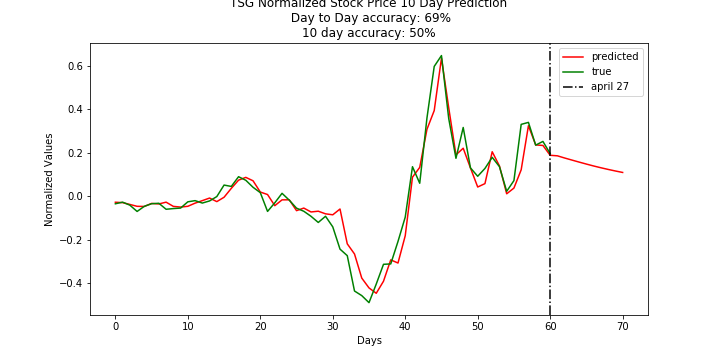 TSG Normalized Stock Price 10 Day Prediction
Day to Day accuracy: 69%
10 day accuracy: 50%
predicted
true
april 27
Normalized Values
0.6
0.4
0.2
0.0
−0.2
−0.4
0 10 20 30 40 50 60 70
Days